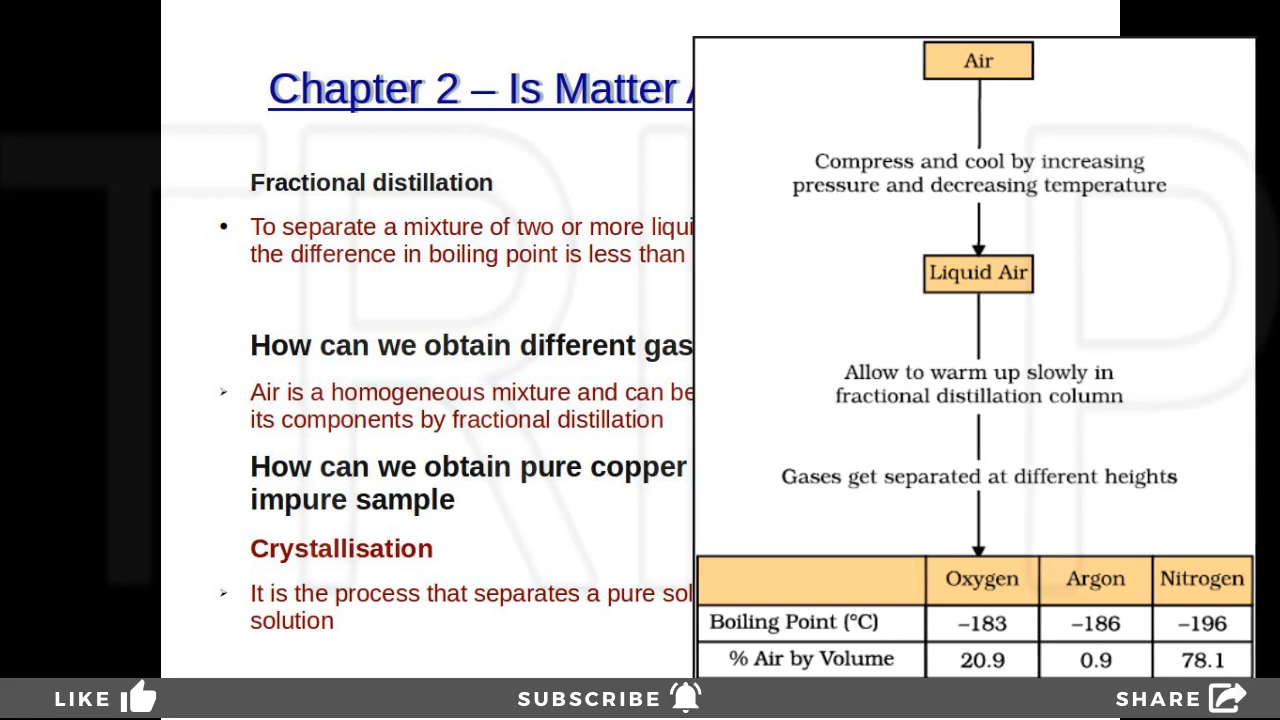 Chapter 2 – Is Matter
Fractional distillation
• To separate a mixture of two or more
the difference in boiling point is less than
How can we obtain different
Air is a homogeneous mixture and can
its components by fractional distillation
How can we obtain pure copper
impure sample
Crystallisation
It is the process that separates a pure
solution
Air
Compress and cool by increasing
pressure and decreasing temperature
Liquid Air
Allow to warm up slowly in
fractional distillation column
Gases get separated at different heights
Oxygen Argon Nitrogen
Boiling Point (°C) –183 –186 –196
% Air by Volume 20.9 0.9 78.1
LIKE SUBSCRIBE SHARE